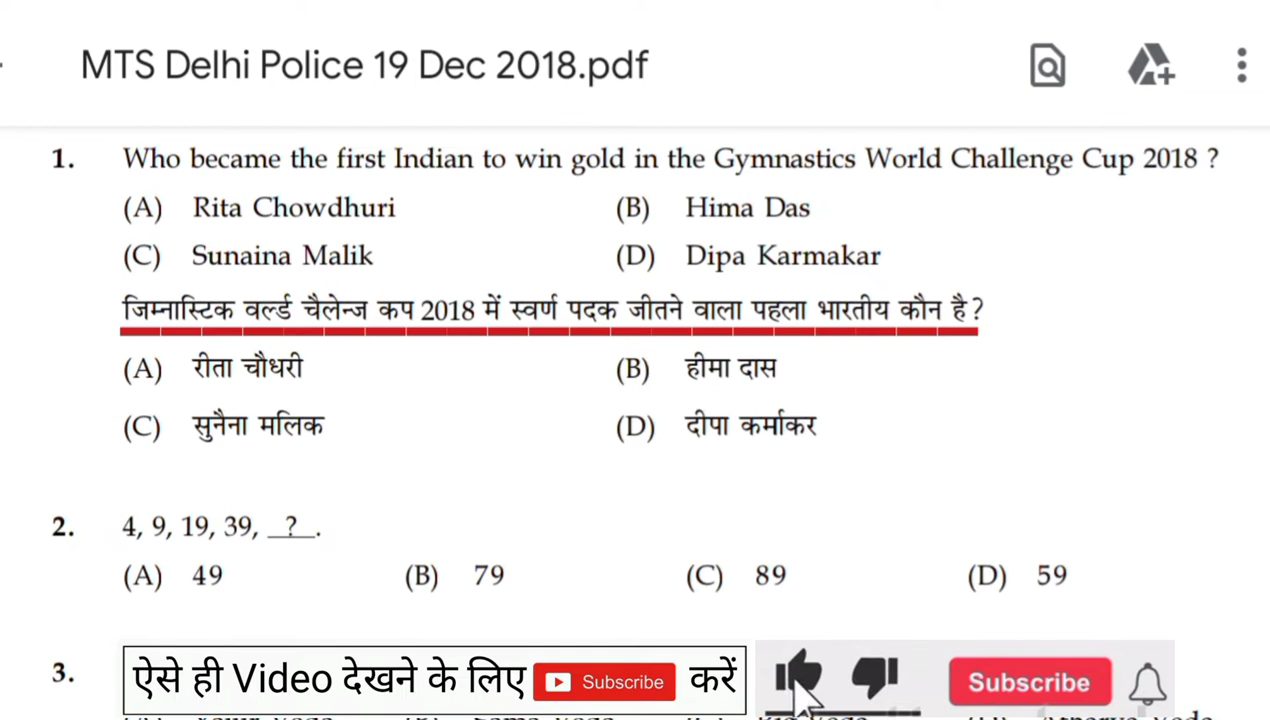 MTS Delhi Police 19 Dec 2018.pdf
1. Who became the first Indian to win gold in the Gymnastics World Challenge Cup 2018 ?
(A) Rita Chowdhuri (B) Hima Das
(C) Sunaina Malik (D) Dipa Karmakar
जिम्नास्टिक वर्ल्ड चैलेन्ज कप 2018 में स्वर्ण पदक जीतने वाला पहला भारतीय कौन है?
(A) रीता चौधरी (B) हीमा दास
(C) सुनैना मलिक (D) दीपा कर्माकर
2. 4, 9, 19, 39, ? .
(A) 49 (B) 79 (C) 89 (D) 59
3. ऐसे ही Video देखने के लिए Subscribe करें Subscribe